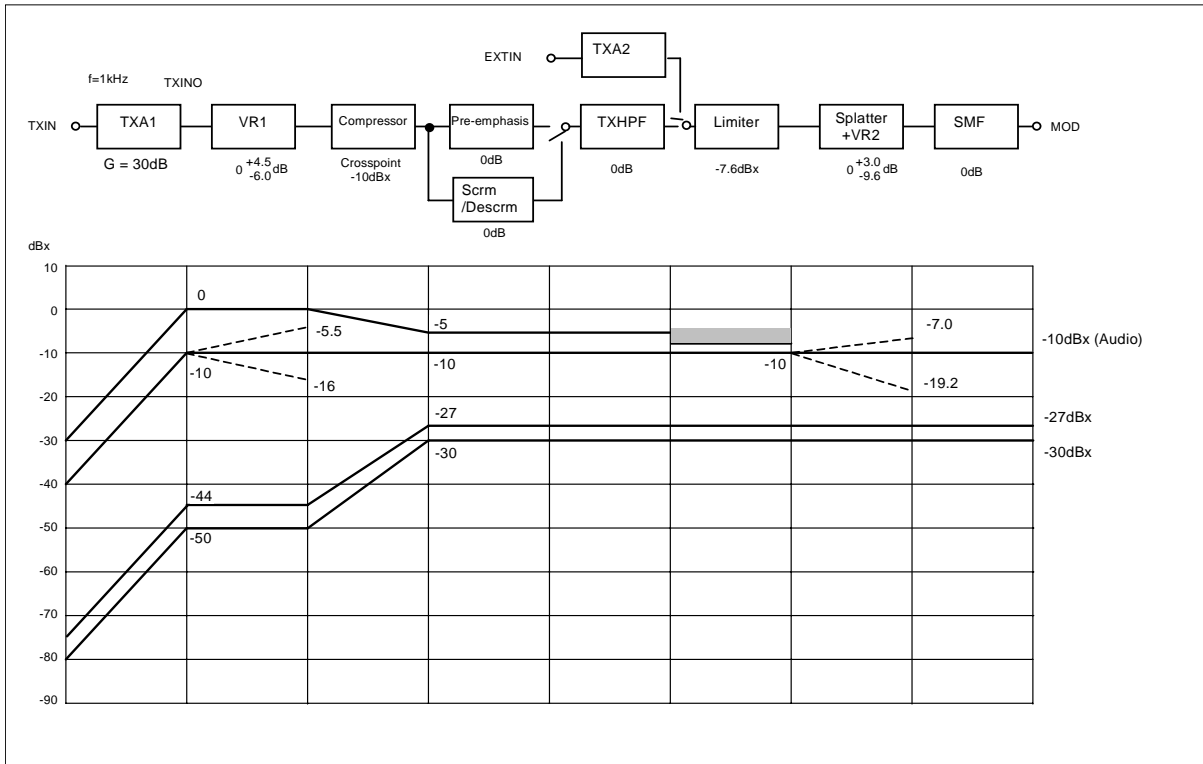 EXTIN
TXA2
f=1kHz
TXINO
TXIN
TXA1
VR1
Compressor
Pre-emphasis
TXHPF
Limiter
Splatter
+VR2
SMF
MOD
G = 30dB
0 +4.5 -6.0 dB
Crosspoint
-10dBx
0dB
0dB
-7.6dBx
0 +3.0 -9.6 dB
0dB
Scrm
/Descrm
0dB
dBx
10
0
-10
-20
-30
-40
-50
-60
-70
-80
-90
0
-5.5
-5
-7.0
-10dBx (Audio)
-10
-10
-10
-16
-19.2
-27
-27dBx
-30
-30dBx
-44
-50